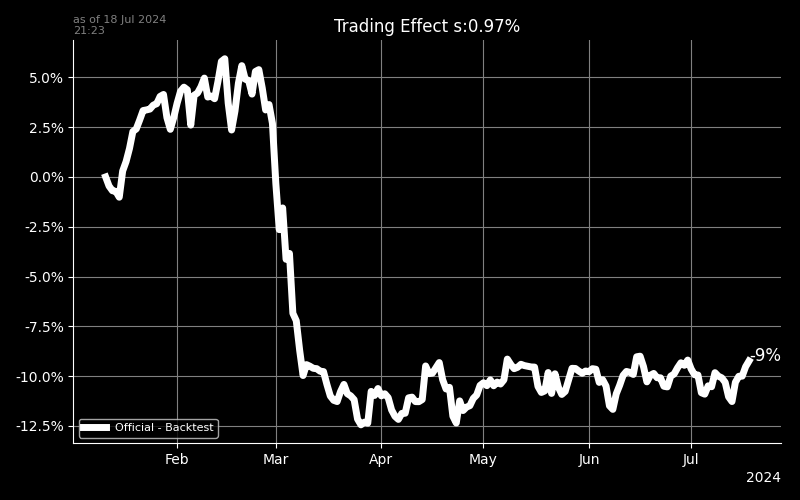 as of 18 Jul 2024
21:23
Trading Effect s:0.97%
5.0%
2.5%
0.0%
-2.5%
-5.0%
-7.5%
-10.0%
-12.5%
-9%
Official - Backtest
Feb Mar Apr May Jun Jul
2024